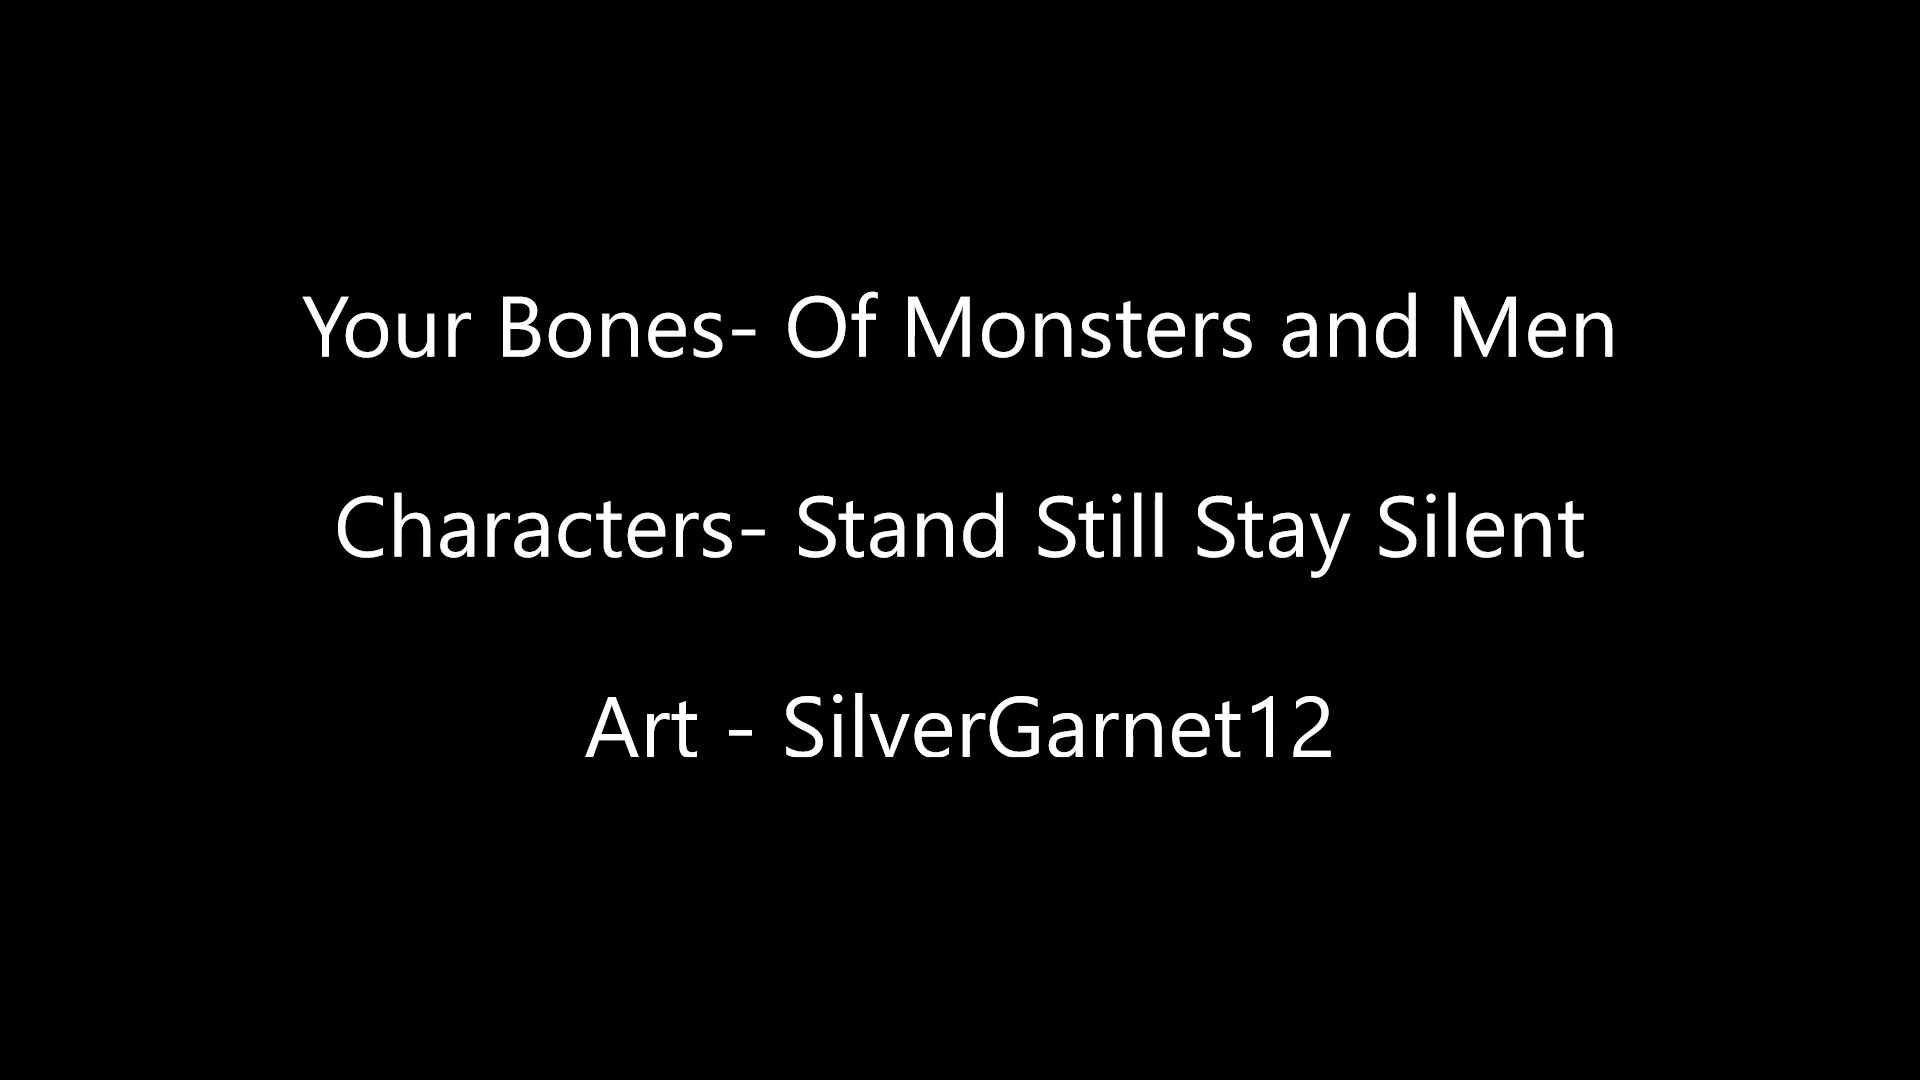 Your Bones- Of Monsters and Men
Characters- Stand Still Stay Silent
Art - SilverGarnet12